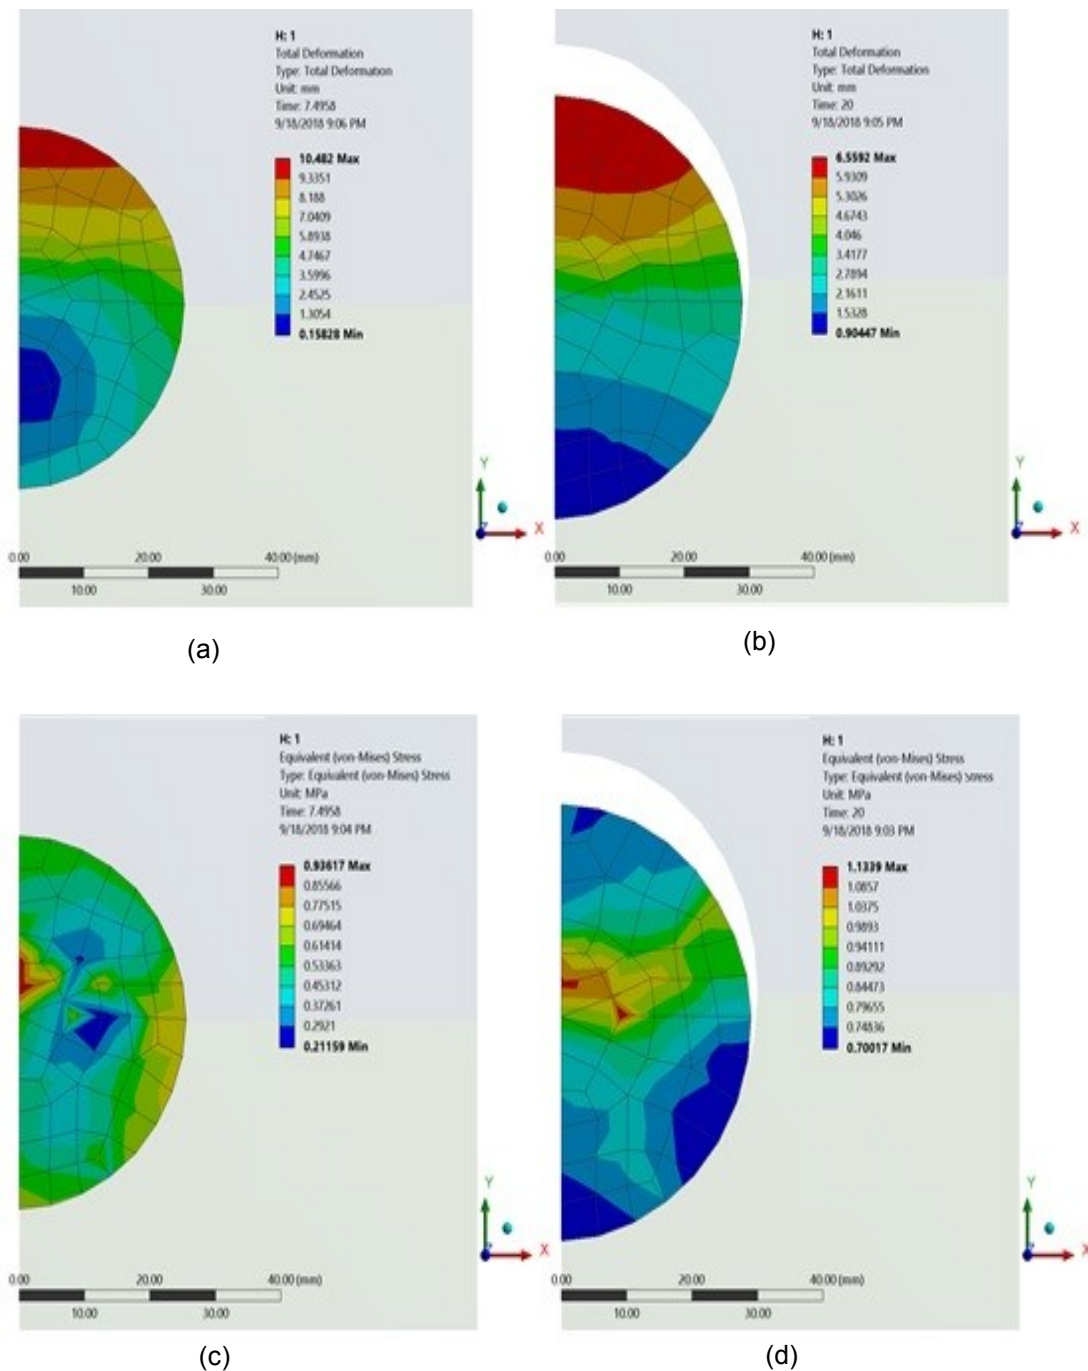 H: 1
Total Deformation
Type: Total Deformation
Unit: mm
Time: 7.4958
9/18/2018 9:06 PM
10.482 Max
9.3351
8.188
7.0409
5.8938
4.7467
3.5996
2.4525
1.3054
0.15828 Min
Y
Z
X
0.00
20.00
40.00 (mm)
10.00
30.00
(a)
H: 1
Total Deformation
Type: Total Deformation
Unit: mm
Time: 20
9/18/2018 9:05 PM
6.5592 Max
5.9309
5.3026
4.6743
4.046
3.4177
2.7894
2.1611
1.5328
0.90447 Min
Y
Z
X
0.00
20.00
40.00 (mm)
10.00
30.00
(b)
H: 1
Equivalent (von-Mises) Stress
Type: Equivalent (von-Mises) Stress
Unit: MPa
Time: 7.4958
9/18/2018 9:04 PM
0.93617 Max
0.85566
0.77515
0.69464
0.61414
0.53363
0.45312
0.37261
0.2921
0.21159 Min
Y
Z
X
0.00
20.00
40.00 (mm)
10.00
30.00
(c)
H: 1
Equivalent (von-Mises) Stress
Type: Equivalent (von-Mises) Stress
Unit: MPa
Time: 20
9/18/2018 9:03 PM
1.1339 Max
1.0857
1.0375
0.9893
0.94111
0.89292
0.84473
0.79655
0.74836
0.70017 Min
Y
Z
X
0.00
20.00
40.00 (mm)
10.00
30.00
(d)